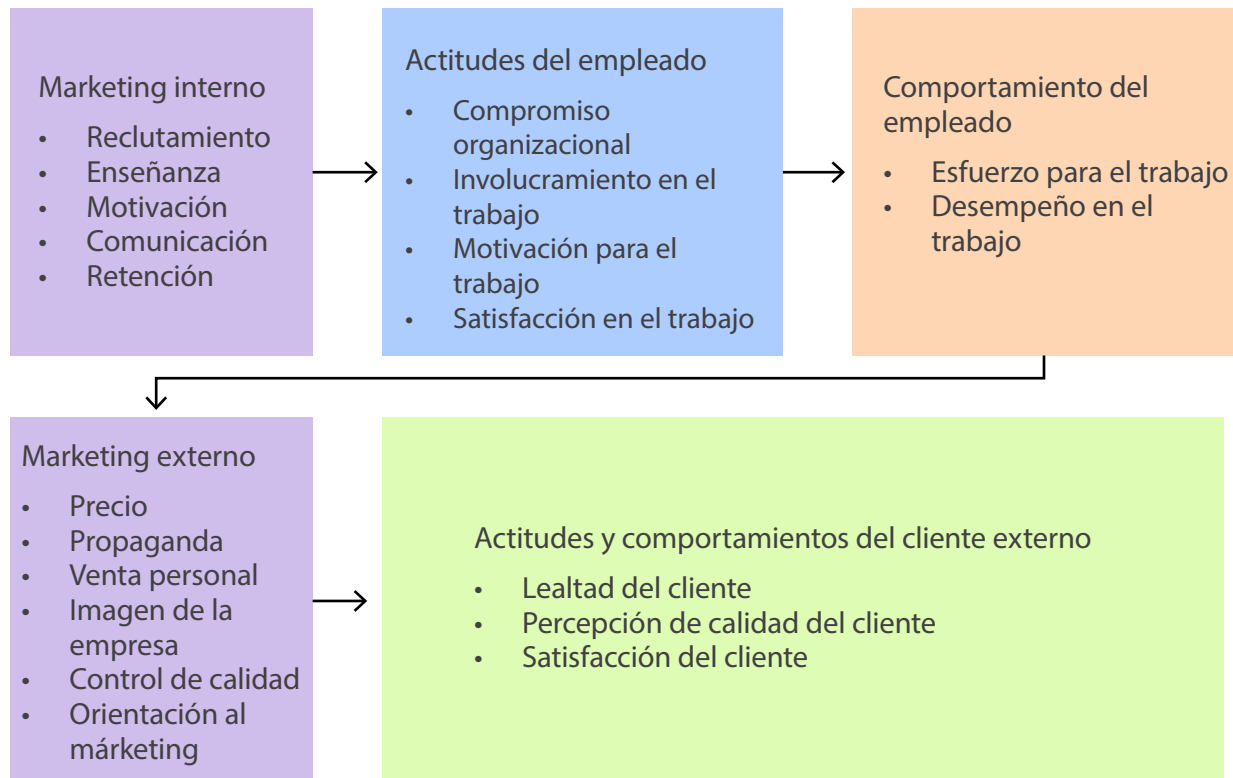 Marketing interno
• Reclutamiento
• Enseñanza
• Motivación
• Comunicación
• Retención
Actitudes del empleado
• Compromiso
organizacional
• Involucramiento en el
trabajo
• Motivación para el
trabajo
• Satisfacción en el trabajo
Comportamiento del
empleado
• Esfuerzo para el trabajo
• Desempeño en el
trabajo
Marketing externo
• Precio
• Propaganda
• Venta personal
• Imagen de la
empresa
• Control de calidad
• Orientación al
márketing
Actitudes y comportamientos del cliente externo
• Lealtad del cliente
• Percepción de calidad del cliente
• Satisfacción del cliente